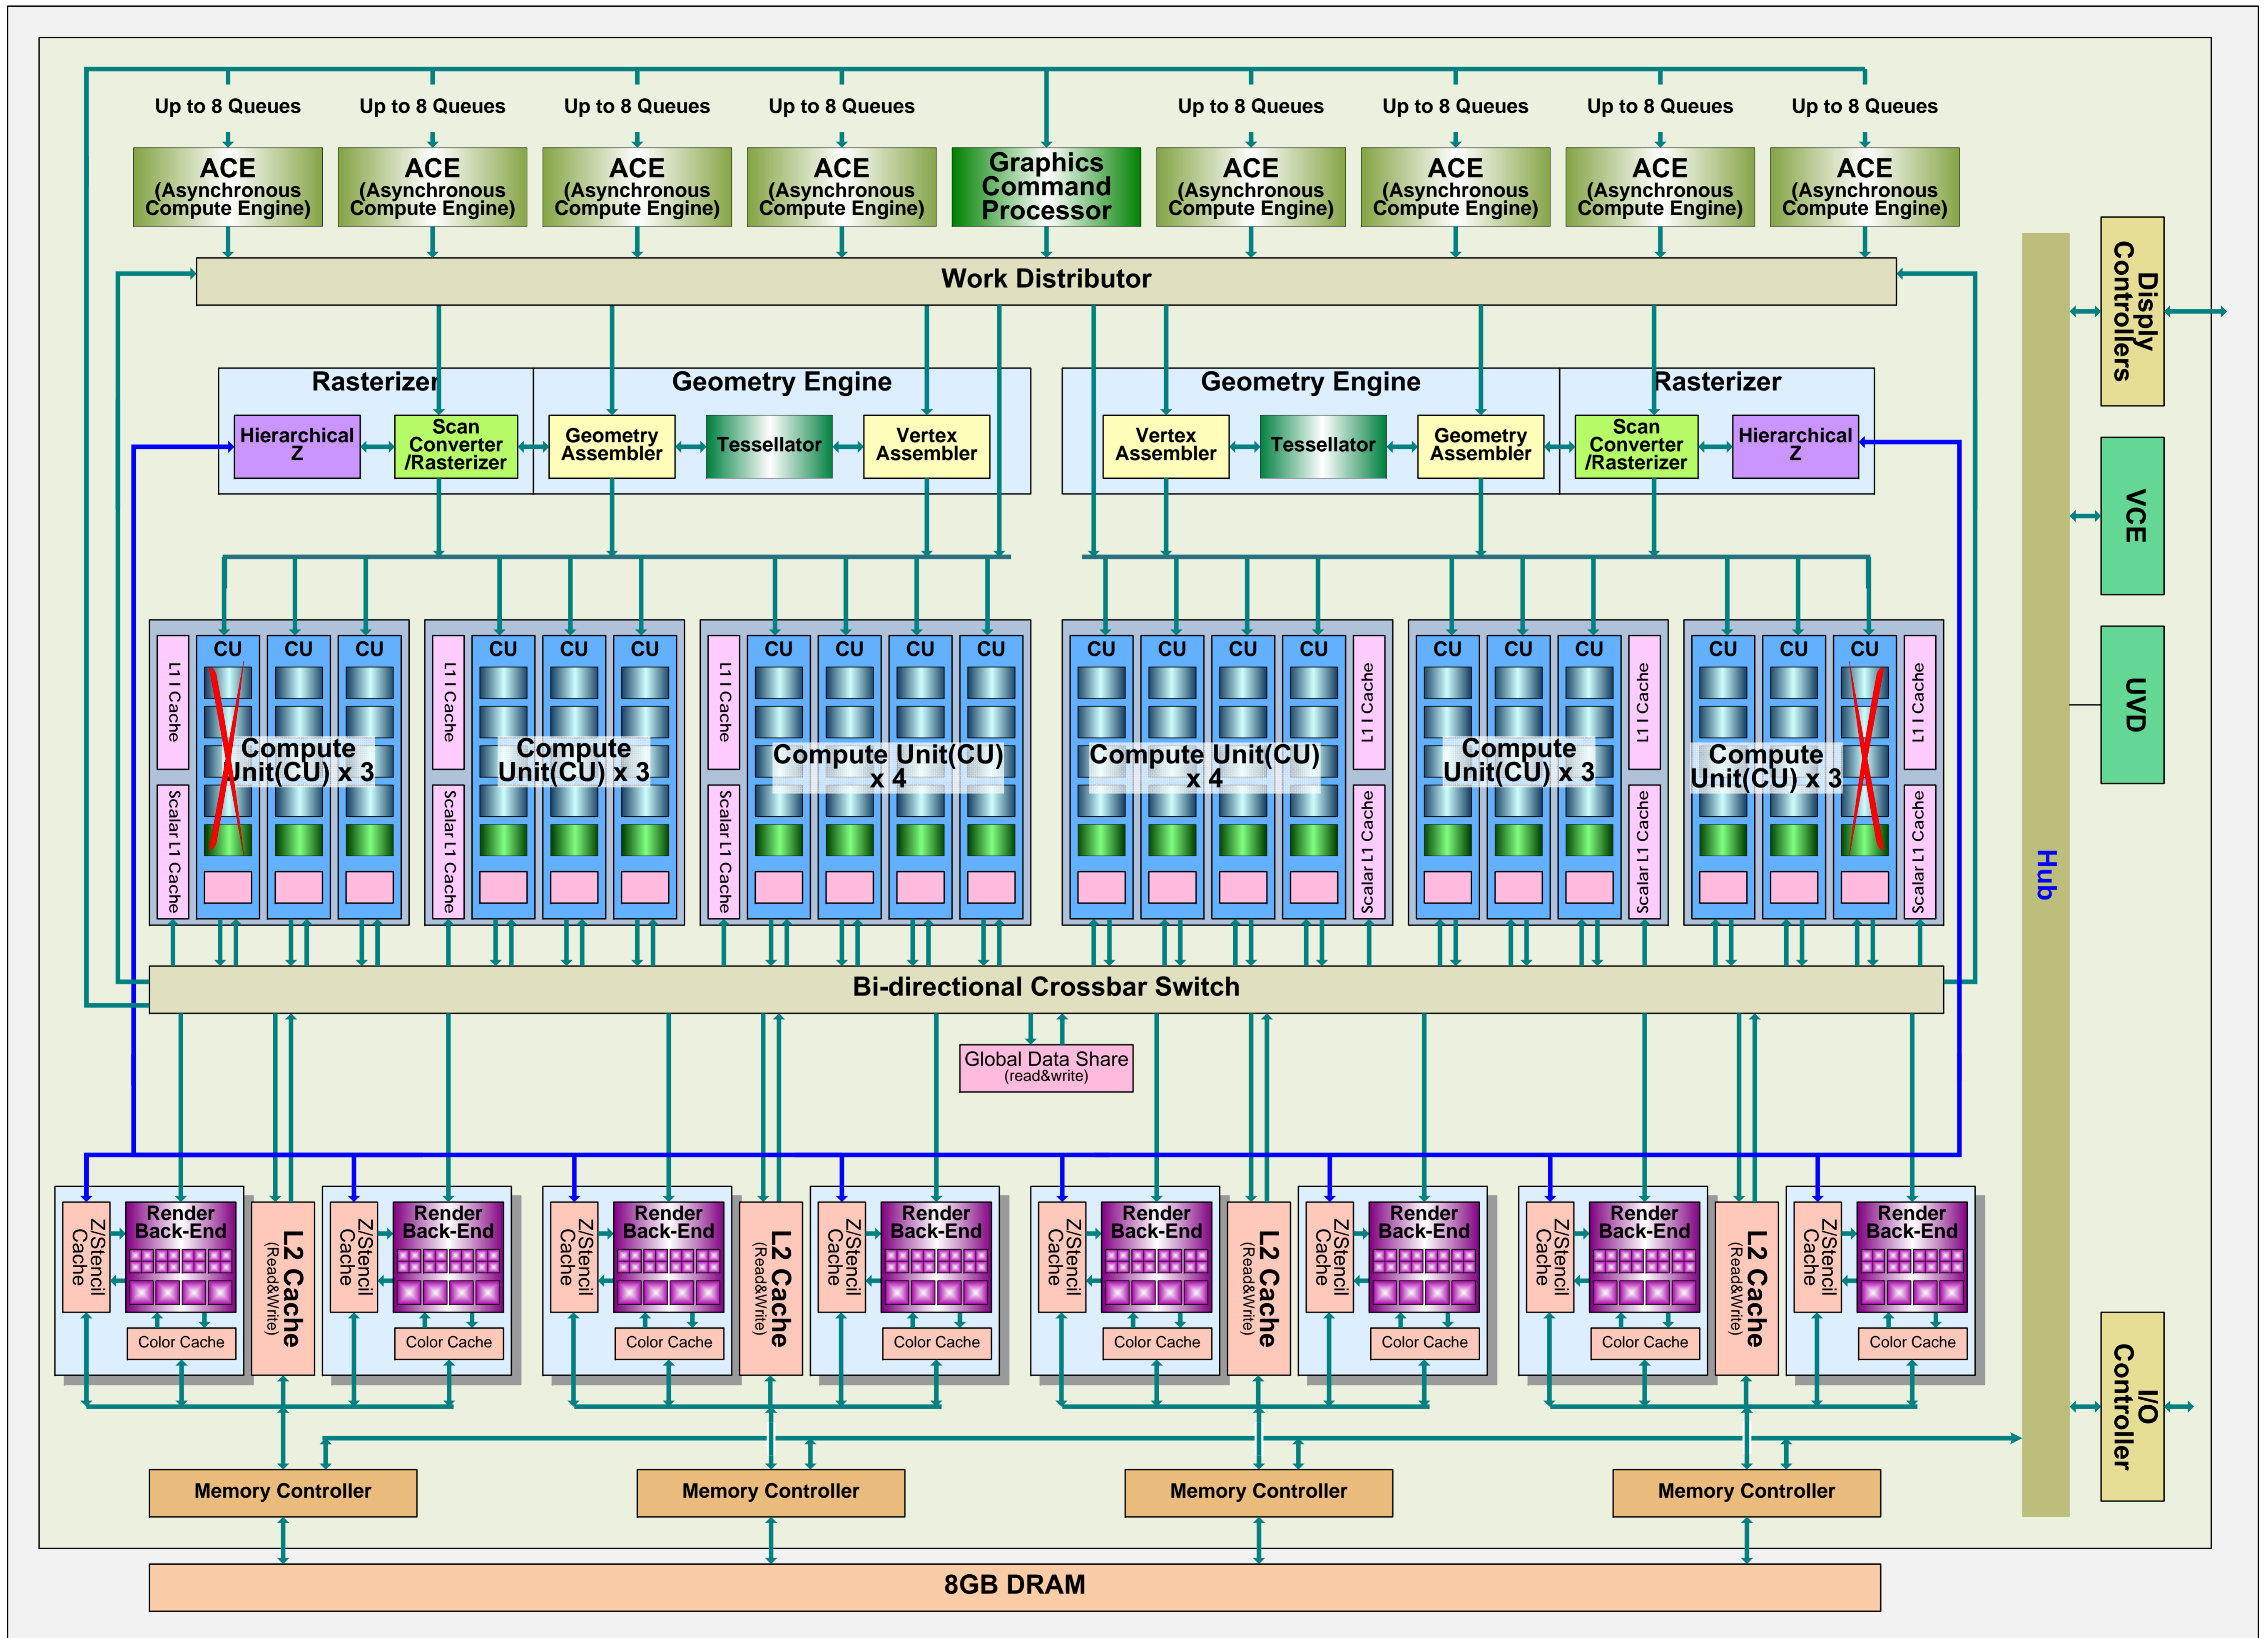 Up to 8 Queues
Up to 8 Queues
Up to 8 Queues
Up to 8 Queues
Up to 8 Queues
Up to 8 Queues
Up to 8 Queues
Up to 8 Queues
ACE
(Asynchronous
Compute Engine)
ACE
(Asynchronous
Compute Engine)
ACE
(Asynchronous
Compute Engine)
ACE
(Asynchronous
Compute Engine)
Graphics
Command
Processor
ACE
(Asynchronous
Compute Engine)
ACE
(Asynchronous
Compute Engine)
ACE
(Asynchronous
Compute Engine)
ACE
(Asynchronous
Compute Engine)
Work Distributor
Rasterizer
Geometry Engine
Geometry Engine
Rasterizer
Hierarchical
Z
Scan
Converter
/Rasterizer
Geometry
Assembler
Tessellator
Vertex
Assembler
Vertex
Assembler
Tessellator
Geometry
Assembler
Scan
Converter
/Rasterizer
Hierarchical
Z
L1 I Cache
Scalar L1 Cache
CU
CU
CU
Compute
Unit(CU) x 3
L1 I Cache
Scalar L1 Cache
CU
CU
CU
Compute
Unit(CU) x 3
L1 I Cache
Scalar L1 Cache
CU
CU
CU
CU
Compute Unit(CU)
x 4
CU
CU
CU
CU
Compute Unit(CU)
x 4
L1 I Cache
Scalar L1 Cache
CU
CU
CU
Compute
Unit(CU) x 3
L1 I Cache
Scalar L1 Cache
CU
CU
CU
Compute
Unit(CU) x 3
L1 I Cache
Scalar L1 Cache
Bi-directional Crossbar Switch
Global Data Share
(read&write)
Z/Stencil
Cache
Render
Back-End
Color Cache
L2 Cache
(Read&Write)
Z/Stencil
Cache
Render
Back-End
Color Cache
Z/Stencil
Cache
Render
Back-End
Color Cache
L2 Cache
(Read&Write)
Z/Stencil
Cache
Render
Back-End
Color Cache
Z/Stencil
Cache
Render
Back-End
Color Cache
L2 Cache
(Read&Write)
Z/Stencil
Cache
Render
Back-End
Color Cache
Z/Stencil
Cache
Render
Back-End
Color Cache
L2 Cache
(Read&Write)
Z/Stencil
Cache
Render
Back-End
Color Cache
Memory Controller
Memory Controller
Memory Controller
Memory Controller
8GB DRAM
Hub
Disply
Controllers
VCE
UVD
I/O
Controller